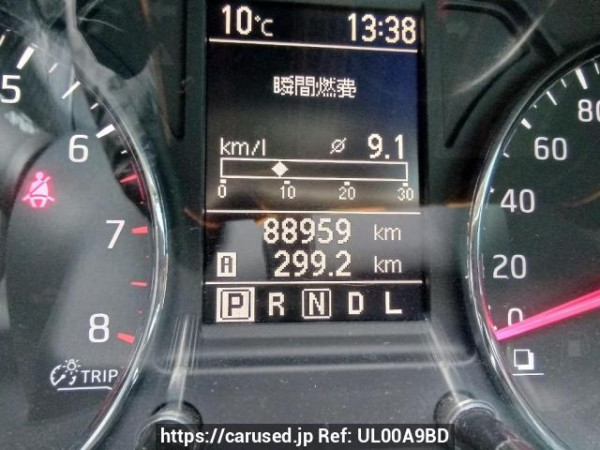 10°C 13:38
瞬間燃費
km/l ⌀ 9.1
0 10 20 30
88959 km
A 299.2 km
P R N D L
5
6
7
8
TRIP
80
60
40
20
0
https://carused.jp Ref: UL00A9BD